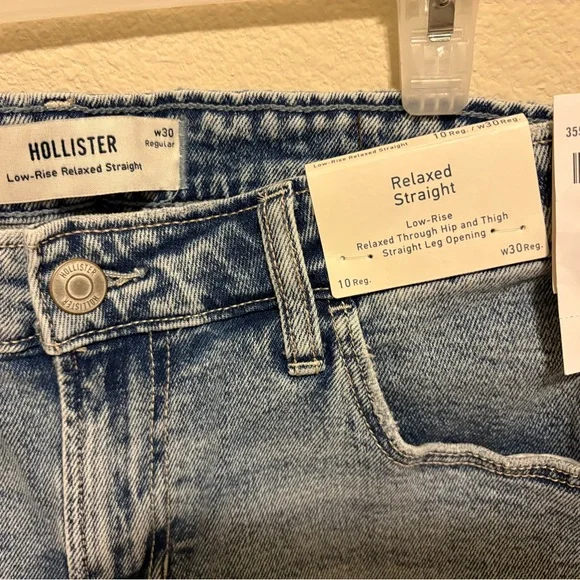 HOLLISTER
w30
Regular
Low-Rise Relaxed Straight
HOLLISTER
HOLLISTER
Low-Rise Relaxed Straight
10 Reg. / w30 Reg.
Relaxed
Straight
Low-Rise
Relaxed Through Hip and Thigh
Straight Leg Opening
10 Reg.
w30 Reg.
355